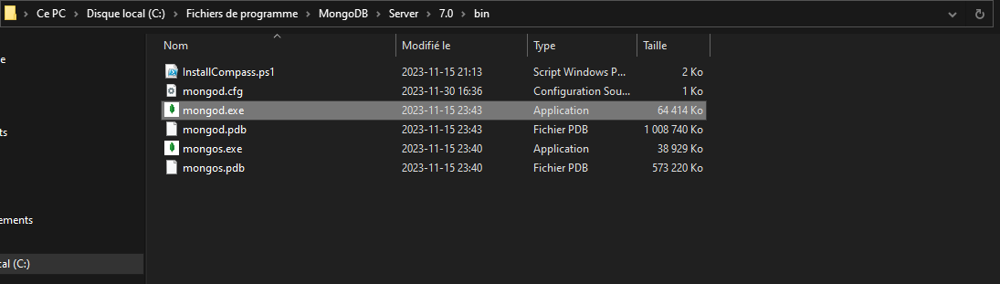 Ce PC > Disque local (C:) > Fichiers de programme > MongoDB > Server > 7.0 > bin
Nom Modifié le Type Taille
InstallCompass.ps1 2023-11-15 21:13 Script Windows P... 2 Ko
mongod.cfg 2023-11-30 16:36 Configuration Sou... 1 Ko
mongod.exe 2023-11-15 23:43 Application 64 414 Ko
mongod.pdb 2023-11-15 23:43 Fichier PDB 1 008 740 Ko
mongos.exe 2023-11-15 23:40 Application 38 929 Ko
mongos.pdb 2023-11-15 23:40 Fichier PDB 573 220 Ko
e
ts
ements
cal (C:)